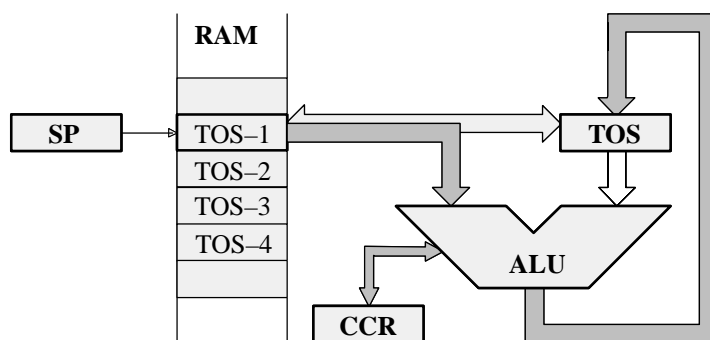 RAM
SP
TOS–1
TOS
TOS–2
TOS–3
TOS–4
ALU
CCR